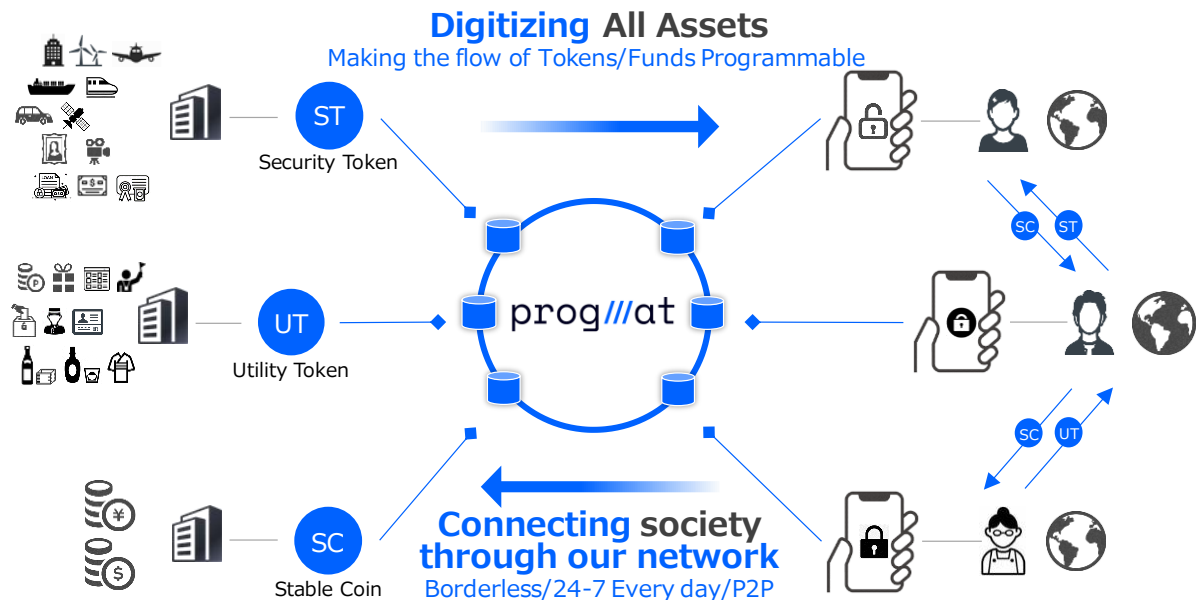 Digitizing All Assets
Making the flow of Tokens/Funds Programmable
ST
Security Token
SC
ST
P
UT
Utility Token
prog///at
SC
UT
¥
$
SC
Stable Coin
Connecting society
through our network
Borderless/24-7 Every day/P2P